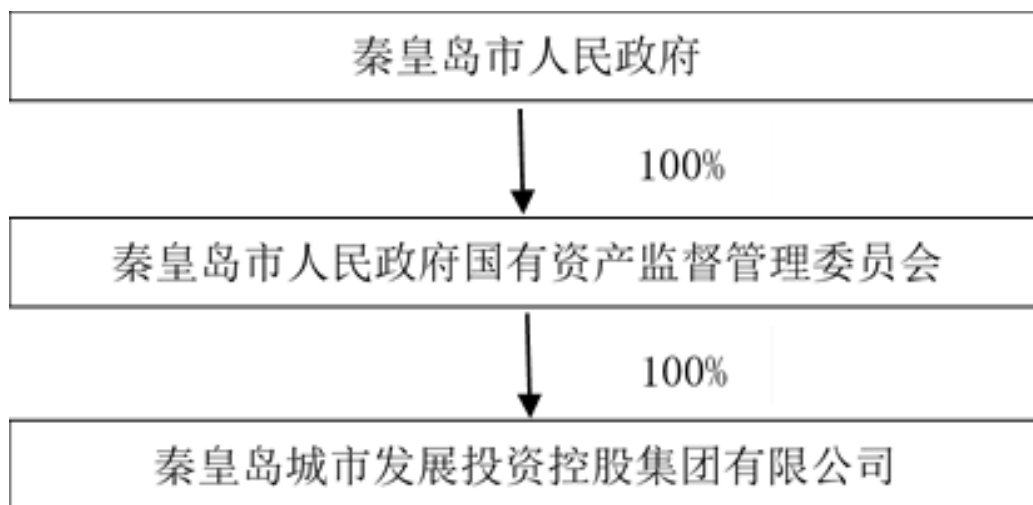 秦皇岛市人民政府
100%
秦皇岛市人民政府国有资产监督管理委员会
100%
秦皇岛城市发展投资控股集团有限公司